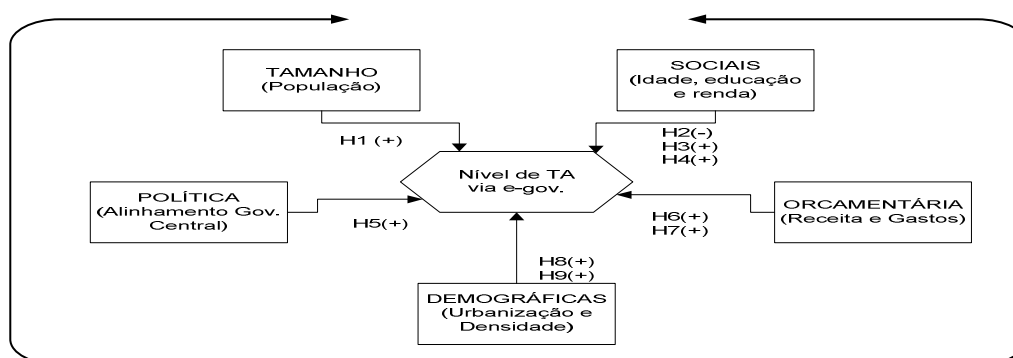 TAMANHO
(População)
SOCIAIS
(Idade, educação
e renda)
H1 (+)
H2(-)
H3(+)
H4(+)
Nível de TA
via e-gov.
POLÍTICA
(Alinhamento Gov.
Central)
H5(+)
H6(+)
H7(+)
ORCAMENTÁRIA
(Receita e Gastos)
H8(+)
H9(+)
DEMOGRÁFICAS
(Urbanização e
Densidade)